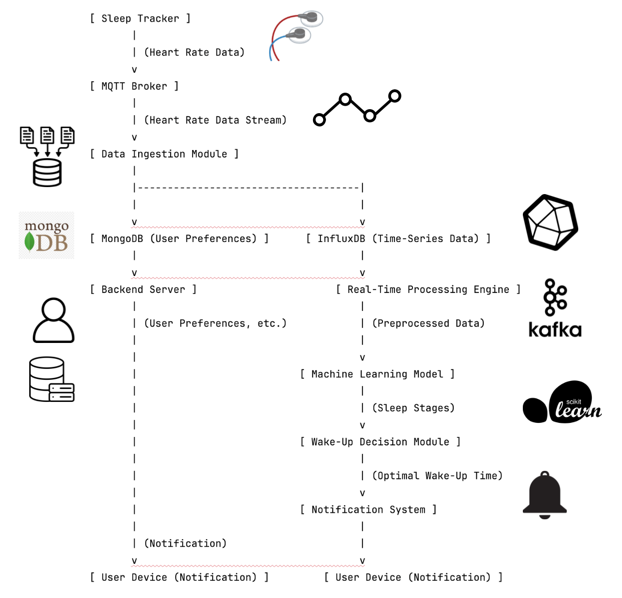 [ Sleep Tracker ]
|
| (Heart Rate Data)
v
[ MQTT Broker ]
|
| (Heart Rate Data Stream)
v
[ Data Ingestion Module ]
|
|-------------------------------------|
| |
v v
mongo DB
[ MongoDB (User Preferences) ] [ InfluxDB (Time-Series Data) ]
| |
v v
[ Backend Server ] [ Real-Time Processing Engine ]
|
| (User Preferences, etc.) | (Preprocessed Data)
kafka
| |
| v
| [ Machine Learning Model ]
| |
| | (Sleep Stages)
scikit
learn
| v
| [ Wake-Up Decision Module ]
| |
| | (Optimal Wake-Up Time)
| v
| [ Notification System ]
| |
| (Notification) |
v v
[ User Device (Notification) ] [ User Device (Notification) ]